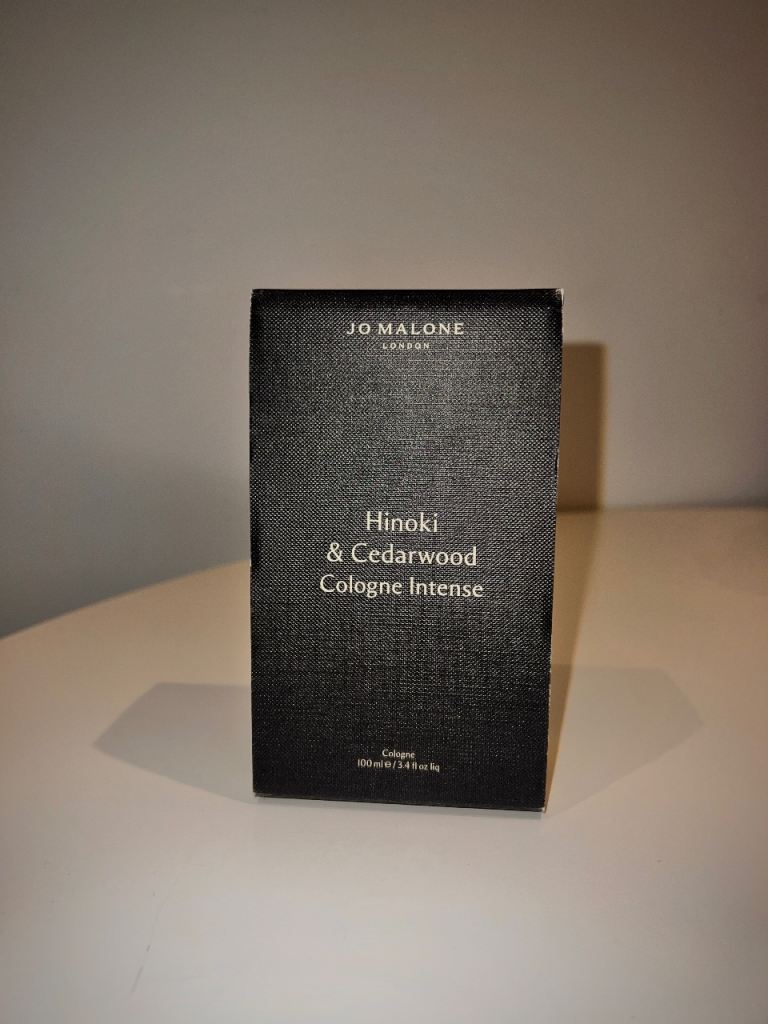 JO MALONE
LONDON
Hinoki
& Cedarwood
Cologne Intense
Cologne
100 ml ℮ / 3.4 fl oz liq